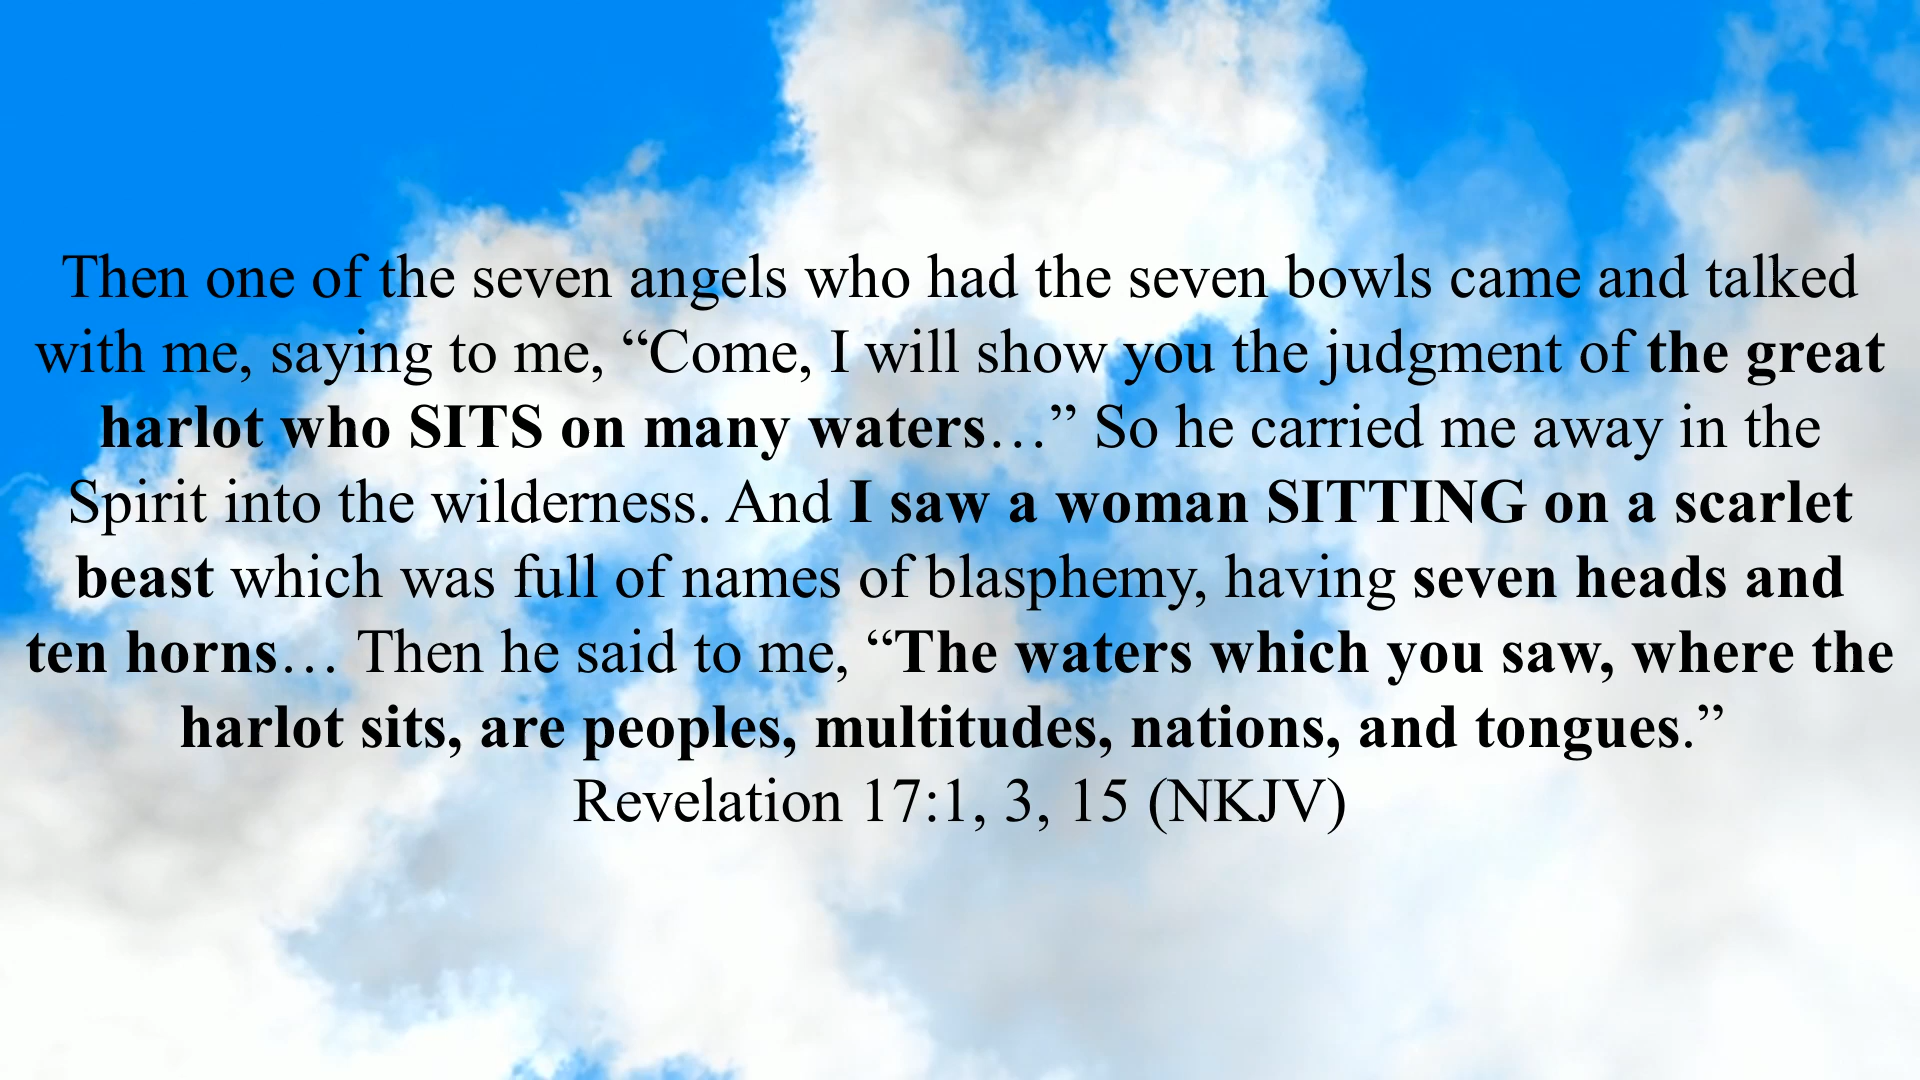 Then one of the seven angels who had the seven bowls came and talked
with me, saying to me, “Come, I will show you the judgment of the great
harlot who SITS on many waters…” So he carried me away in the
Spirit into the wilderness. And I saw a woman SITTING on a scarlet
beast which was full of names of blasphemy, having seven heads and
ten horns… Then he said to me, “The waters which you saw, where the
harlot sits, are peoples, multitudes, nations, and tongues.”
Revelation 17:1, 3, 15 (NKJV)